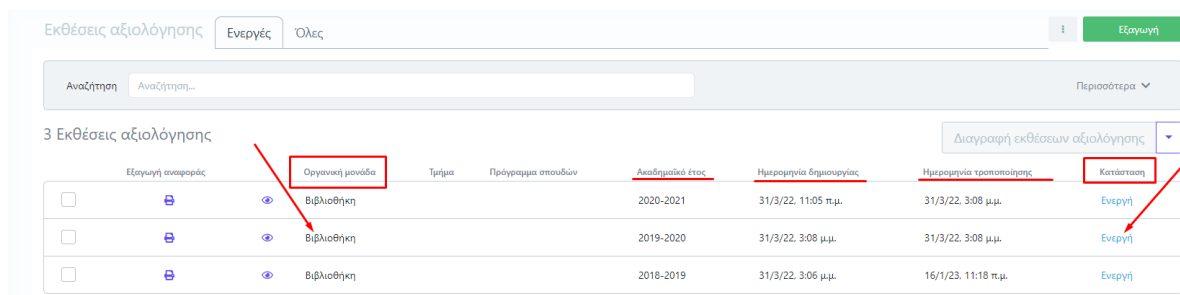 Εκθέσεις αξιολόγησης Ενεργές Όλες Εξαγωγή
Αναζήτηση Αναζήτηση... Περισσότερα
3 Εκθέσεις αξιολόγησης Διαγραφή εκθέσεων αξιολόγησης
Εξαγωγή αναφοράς Οργανική μονάδα Τμήμα Πρόγραμμα σπουδών Ακαδημαϊκό έτος Ημερομηνία δημιουργίας Ημερομηνία τροποποίησης Κατάσταση
Βιβλιοθήκη 2020-2021 31/3/22, 11:05 π.μ. 31/3/22, 3:08 μ.μ. Ενεργή
Βιβλιοθήκη 2019-2020 31/3/22, 3:08 μ.μ. 31/3/22, 3:08 μ.μ. Ενεργή
Βιβλιοθήκη 2018-2019 31/3/22, 3:06 μ.μ. 16/1/23, 11:18 π.μ. Ενεργή